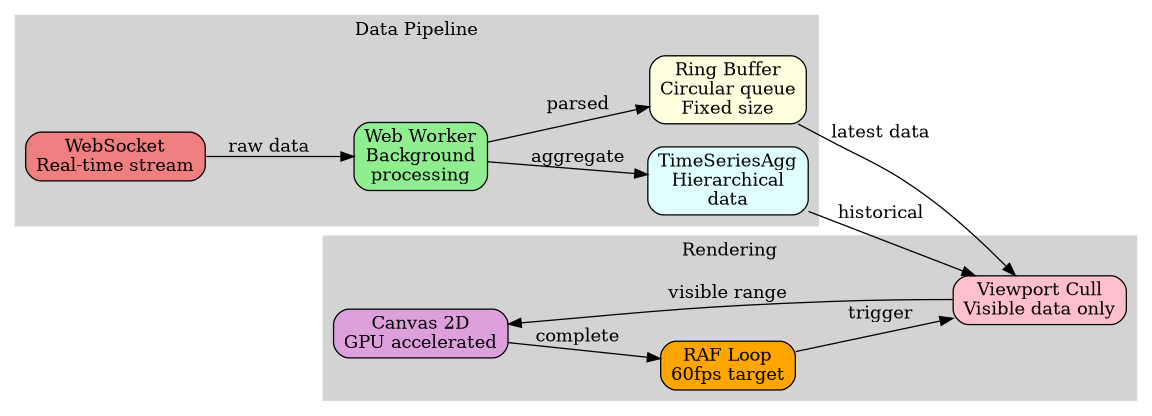 Data Pipeline
WebSocket
Real-time stream
raw data
Web Worker
Background
processing
parsed
aggregate
Ring Buffer
Circular queue
Fixed size
TimeSeriesAgg
Hierarchical
data
latest data
historical
Rendering
Viewport Cull
Visible data only
visible range
Canvas 2D
GPU accelerated
complete
RAF Loop
60fps target
trigger